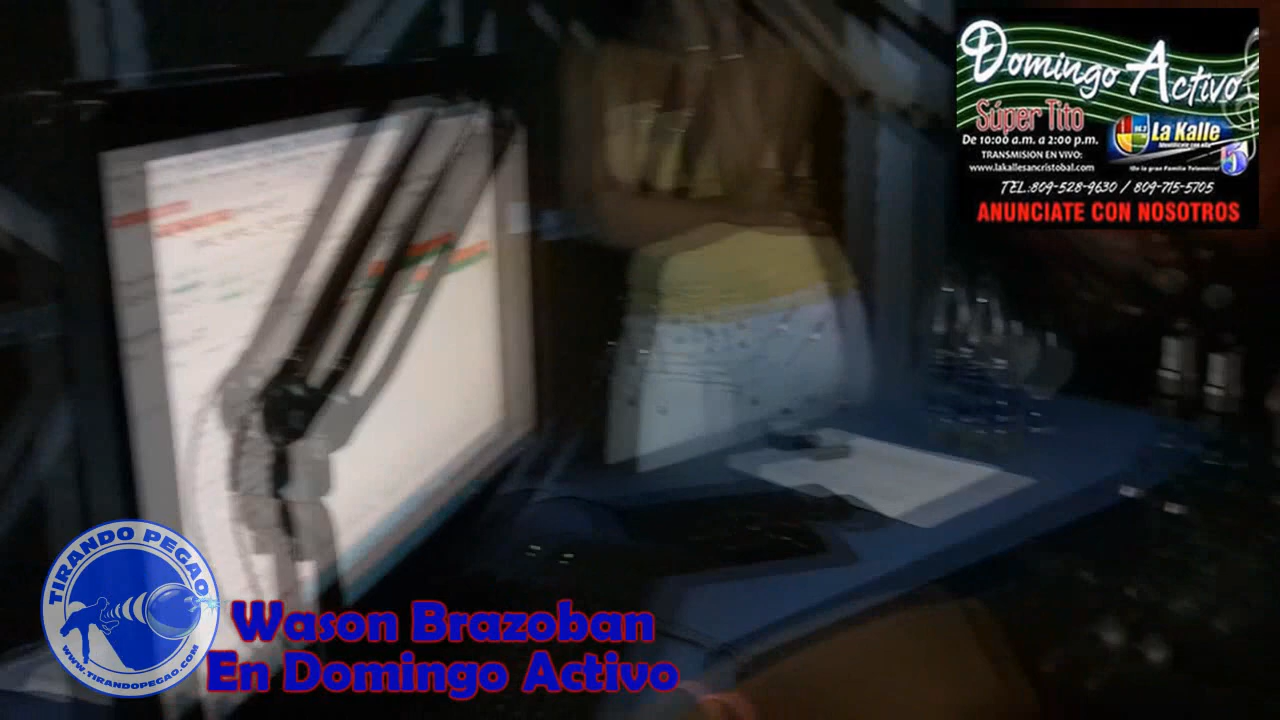 Domingo Activo
Súper Tito
De 10:00 a.m. a 2:00 p.m.
TRANSMISION EN VIVO:
www.lakallesancristobal.com
La Kalle
TEL.:809-528-9630 / 809-715-5705
ANUNCIATE CON NOSOTROS
TIRANDO PEGAO
WWW.TIRANDOPEGAO.COM
Wason Brazoban
En Domingo Activo